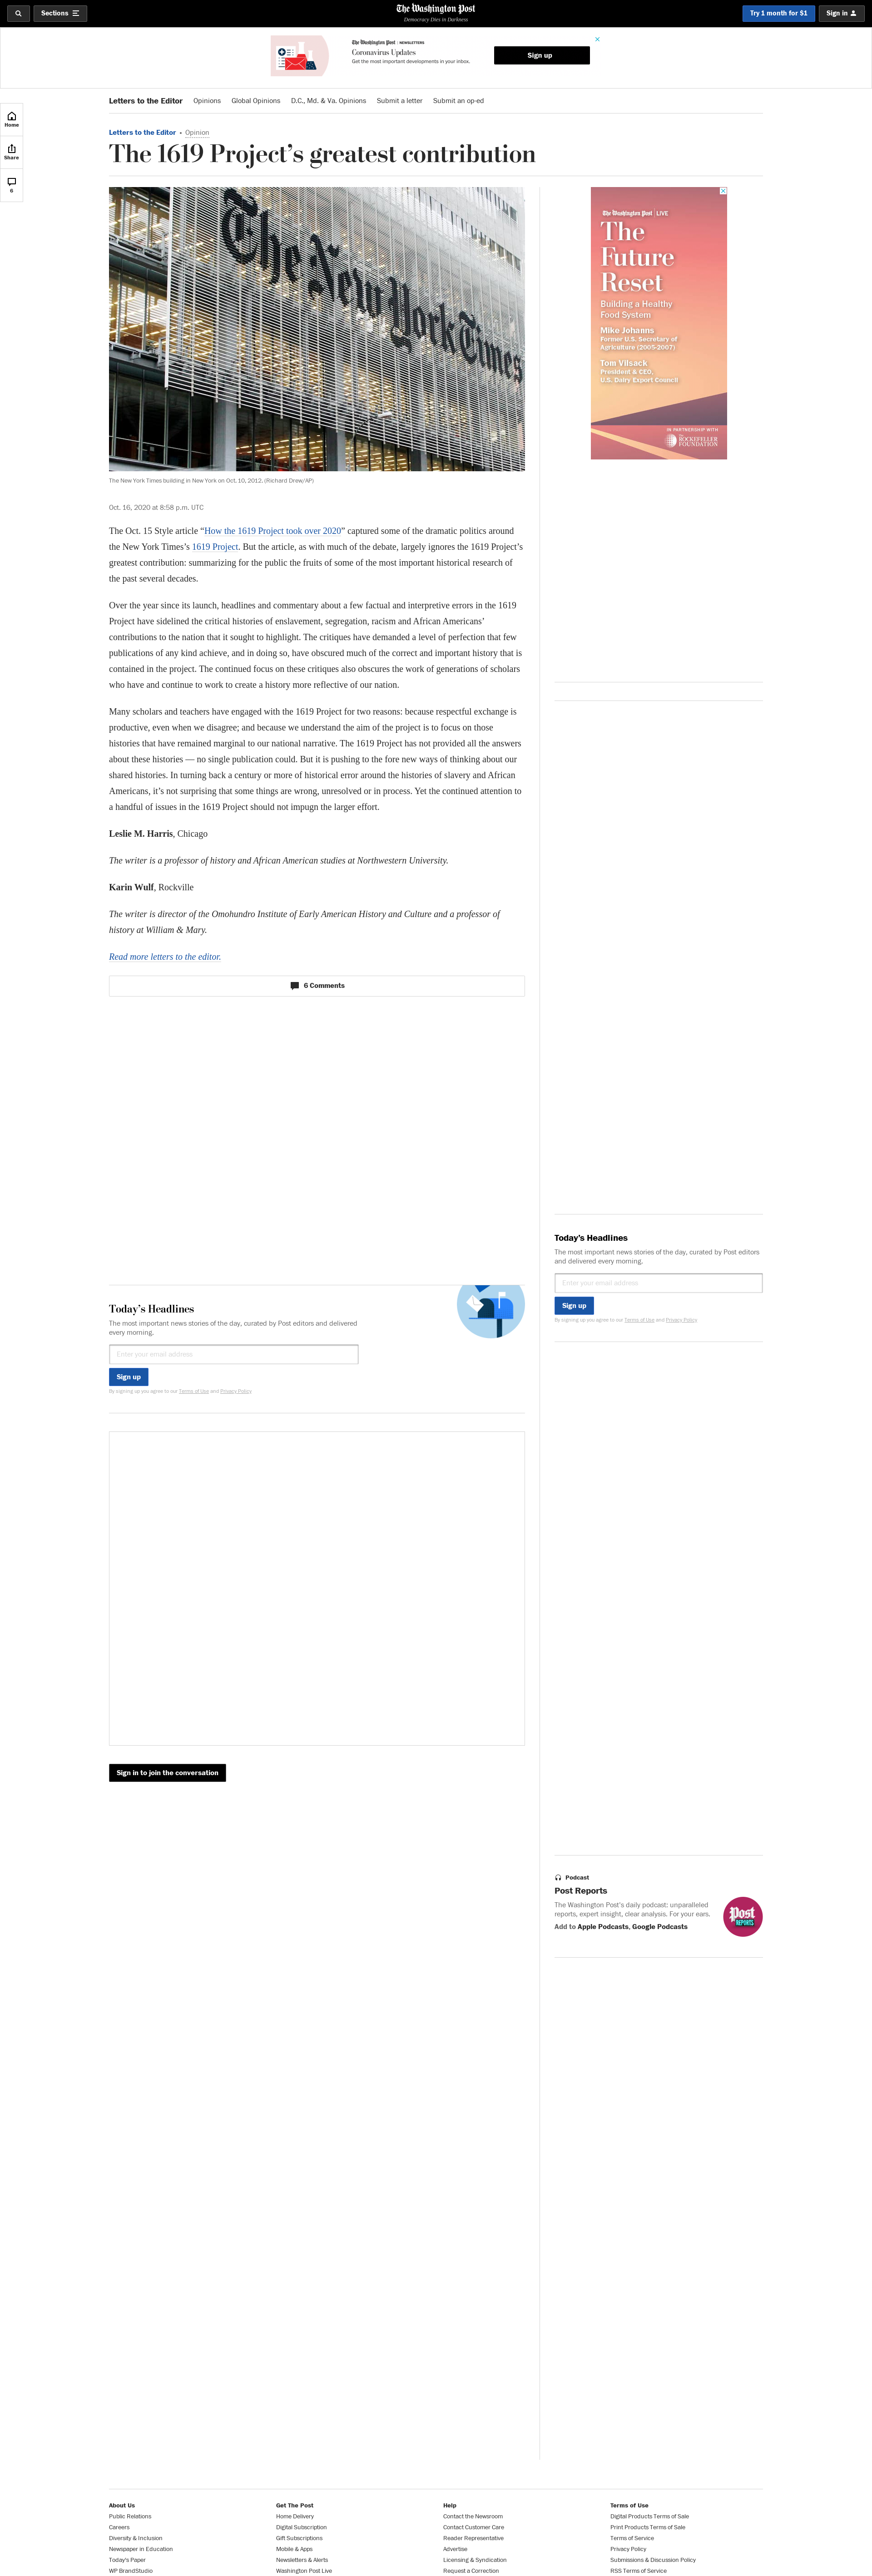 Sections
The Washington Post
Democracy Dies in Darkness
Try 1 month for $1
Sign in
The Washington Post | NEWSLETTERS
Coronavirus Updates
Get the most important developments in your inbox.
Sign up
Letters to the Editor
Opinions
Global Opinions
D.C., Md. & Va. Opinions
Submit a letter
Submit an op-ed
Home
Share
6
Letters to the Editor • Opinion
The 1619 Project’s greatest contribution
The New York Times
The New York Times building in New York on Oct. 10, 2012. (Richard Drew/AP)
Oct. 16, 2020 at 8:58 p.m. UTC
The Oct. 15 Style article “How the 1619 Project took over 2020” captured some of the dramatic politics around
the New York Times’s 1619 Project. But the article, as with much of the debate, largely ignores the 1619 Project’s
greatest contribution: summarizing for the public the fruits of some of the most important historical research of
the past several decades.
Over the year since its launch, headlines and commentary about a few factual and interpretive errors in the 1619
Project have sidelined the critical histories of enslavement, segregation, racism and African Americans’
contributions to the nation that it sought to highlight. The critiques have demanded a level of perfection that few
publications of any kind achieve, and in doing so, have obscured much of the correct and important history that is
contained in the project. The continued focus on these critiques also obscures the work of generations of scholars
who have and continue to work to create a history more reflective of our nation.
Many scholars and teachers have engaged with the 1619 Project for two reasons: because respectful exchange is
productive, even when we disagree; and because we understand the aim of the project is to focus on those
histories that have remained marginal to our national narrative. The 1619 Project has not provided all the answers
about these histories — no single publication could. But it is pushing to the fore new ways of thinking about our
shared histories. In turning back a century or more of historical error around the histories of slavery and African
Americans, it’s not surprising that some things are wrong, unresolved or in process. Yet the continued attention to
a handful of issues in the 1619 Project should not impugn the larger effort.
Leslie M. Harris, Chicago
The writer is a professor of history and African American studies at Northwestern University.
Karin Wulf, Rockville
The writer is director of the Omohundro Institute of Early American History and Culture and a professor of
history at William & Mary.
Read more letters to the editor.
6 Comments
The Washington Post LIVE
The
Future
Reset
Building a Healthy
Food System
Mike Johanns
Former U.S. Secretary of
Agriculture (2005-2007)
Tom Vilsack
President & CEO,
U.S. Dairy Export Council
IN PARTNERSHIP WITH
The
ROCKEFELLER
FOUNDATION
Today’s Headlines
The most important news stories of the day, curated by Post editors
and delivered every morning.
Enter your email address
Sign up
By signing up you agree to our Terms of Use and Privacy Policy
Today’s Headlines
The most important news stories of the day, curated by Post editors and delivered
every morning.
Enter your email address
Sign up
By signing up you agree to our Terms of Use and Privacy Policy
Sign in to join the conversation
Podcast
Post Reports
The Washington Post’s daily podcast: unparalleled
reports, expert insight, clear analysis. For your ears.
Add to Apple Podcasts, Google Podcasts
Post
REPORTS
About Us
Public Relations
Careers
Diversity & Inclusion
Newspaper in Education
Today's Paper
WP BrandStudio
Get The Post
Home Delivery
Digital Subscription
Gift Subscriptions
Mobile & Apps
Newsletters & Alerts
Washington Post Live
Help
Contact the Newsroom
Contact Customer Care
Reader Representative
Advertise
Licensing & Syndication
Request a Correction
Terms of Use
Digital Products Terms of Sale
Print Products Terms of Sale
Terms of Service
Privacy Policy
Submissions & Discussion Policy
RSS Terms of Service